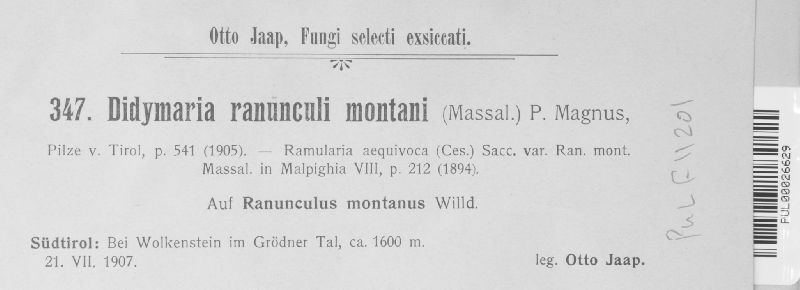 Otto Jaap, Fungi selecti exsiccati.
347. Didymaria ranunculi montani (Massal.) P. Magnus,
Pilze v. Tirol, p. 541 (1905). — Ramularia aequivoca (Ces.) Sacc. var. Ran. mont.
Massal. in Malpighia VIII, p. 212 (1894).
Auf Ranunculus montanus Willd.
Südtirol: Bei Wolkenstein im Grödner Tal, ca. 1600 m.
21. VII. 1907.
leg. Otto Jaap.
PUL F11201
PUL00026629